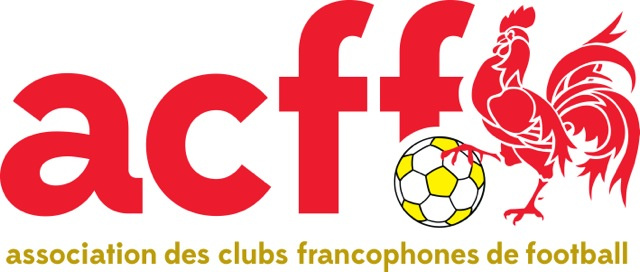 acff
association des clubs francophones de football